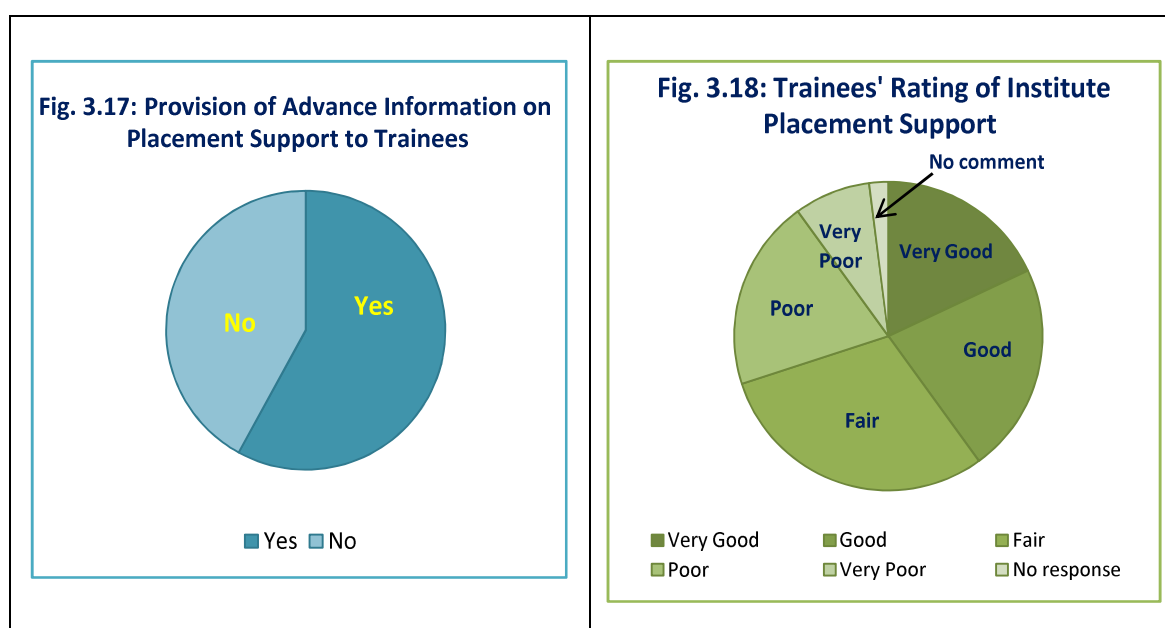 Fig. 3.17: Provision of Advance Information on
Placement Support to Trainees
No
Yes
Yes No
Fig. 3.18: Trainees' Rating of Institute
Placement Support
No comment
Very
Poor
Very Good
Poor
Good
Fair
Very Good Good Fair
Poor Very Poor No response